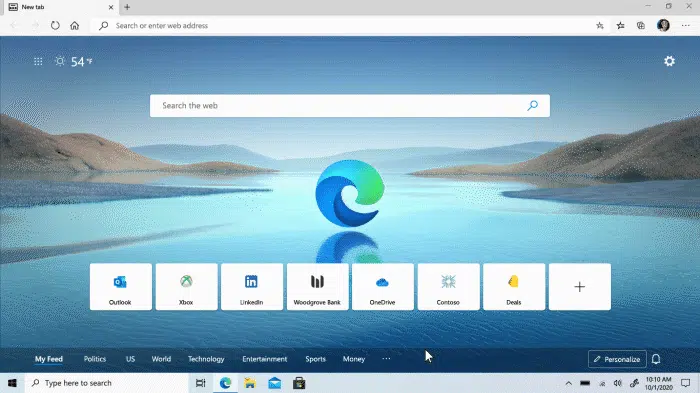 New tab
Search or enter web address
54 °F
Search the web
Outlook
Xbox
LinkedIn
Woodgrove Bank
OneDrive
Contoso
Deals
My Feed Politics US World Technology Entertainment Sports Money ... Personalize
Type here to search
10:10 AM
10/1/2020